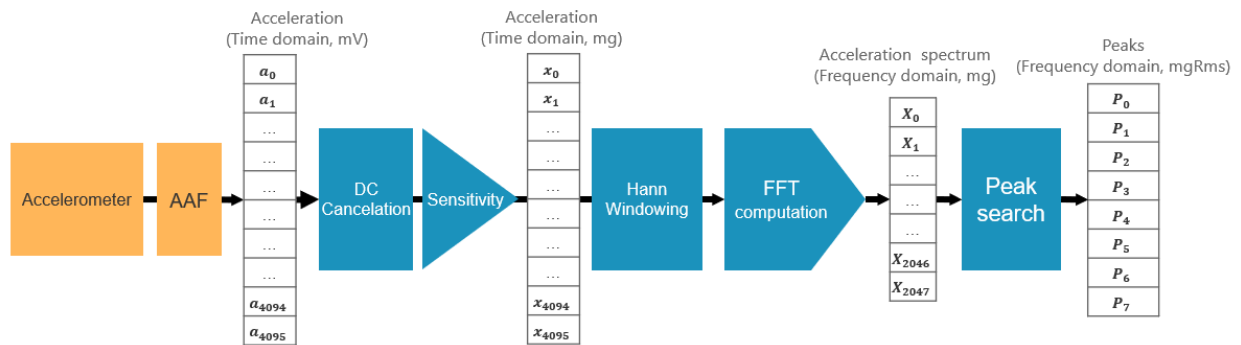 Acceleration
(Time domain, mV)
Acceleration
(Time domain, mg)
Acceleration spectrum
(Frequency domain, mg)
Peaks
(Frequency domain, mgRms)
Accelerometer
AAF
a₀
a₁
...
...
...
...
...
...
a₄₀₉₄
a₄₀₉₅
DC
Cancelation
Sensitivity
x₀
x₁
...
...
...
...
...
...
x₄₀₉₄
x₄₀₉₅
Hann
Windowing
FFT
computation
X₀
X₁
...
...
...
X₂₀₄₆
X₂₀₄₇
Peak
search
P₀
P₁
P₂
P₃
P₄
P₅
P₆
P₇